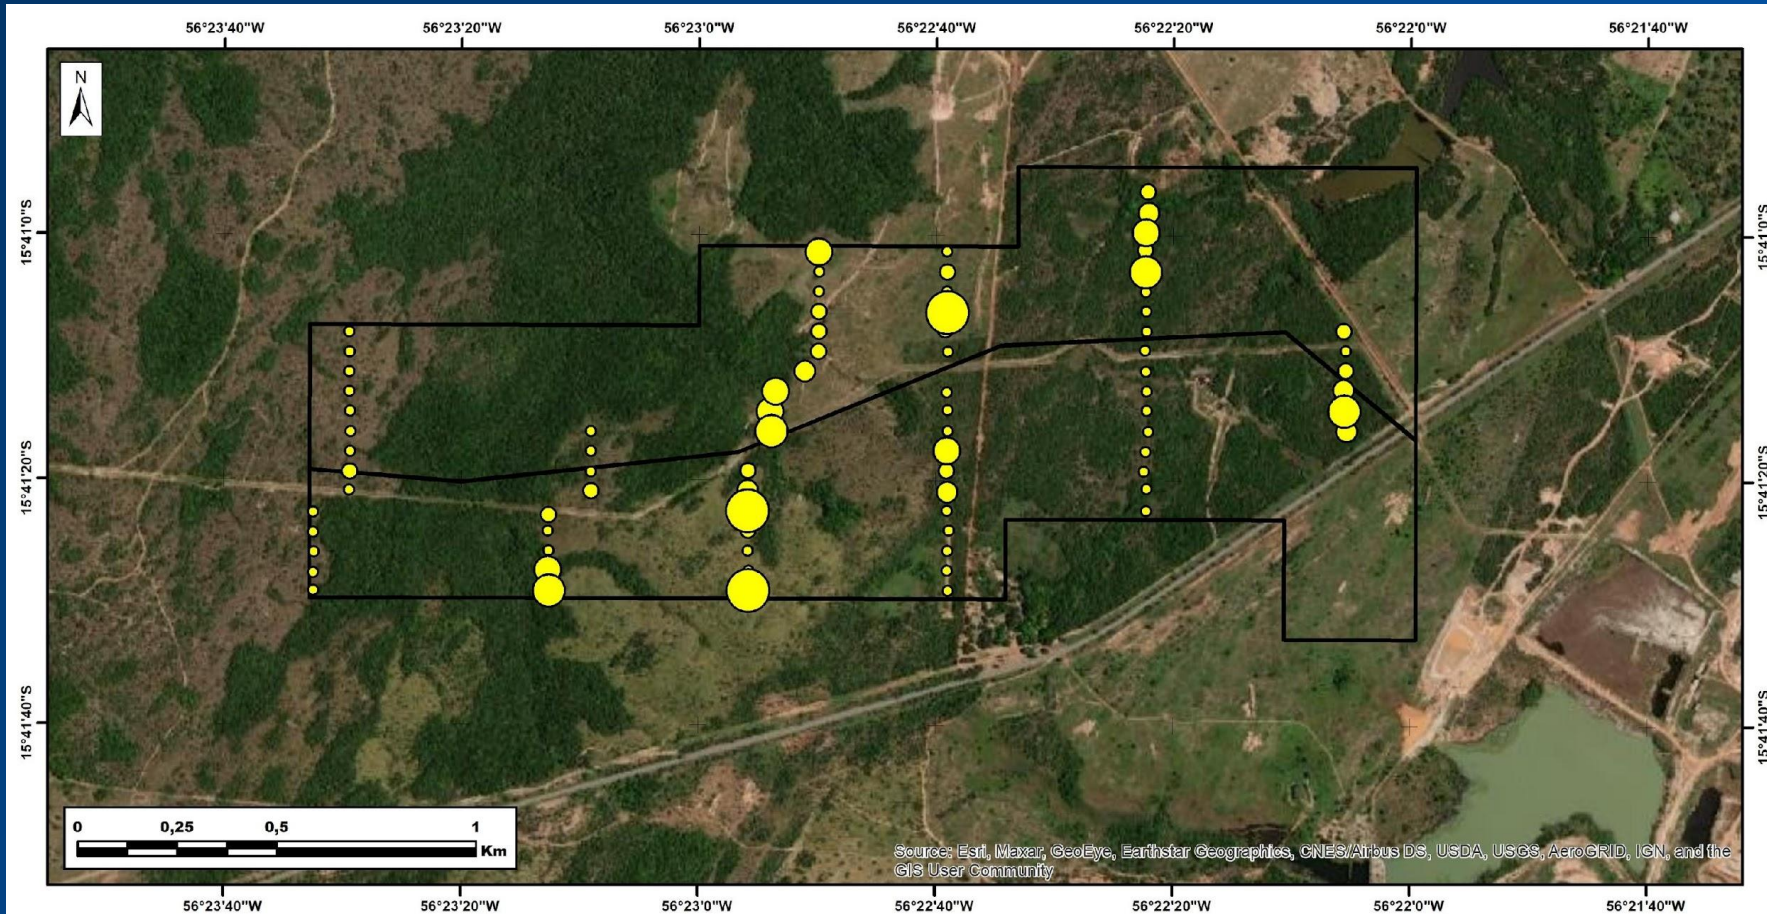 56°23'40"W 56°23'20"W 56°23'0"W 56°22'40"W 56°22'20"W 56°22'0"W 56°21'40"W
N
15°41'0"S 15°41'0"S
15°41'20"S 15°41'20"S
15°41'40"S 15°41'40"S
0 0,25 0,5 1
Km
Source: Esri, Maxar, GeoEye, Earthstar Geographics, CNES/Airbus DS, USDA, USGS, AeroGRID, IGN, and the
GIS User Community
56°23'40"W 56°23'20"W 56°23'0"W 56°22'40"W 56°22'20"W 56°22'0"W 56°21'40"W